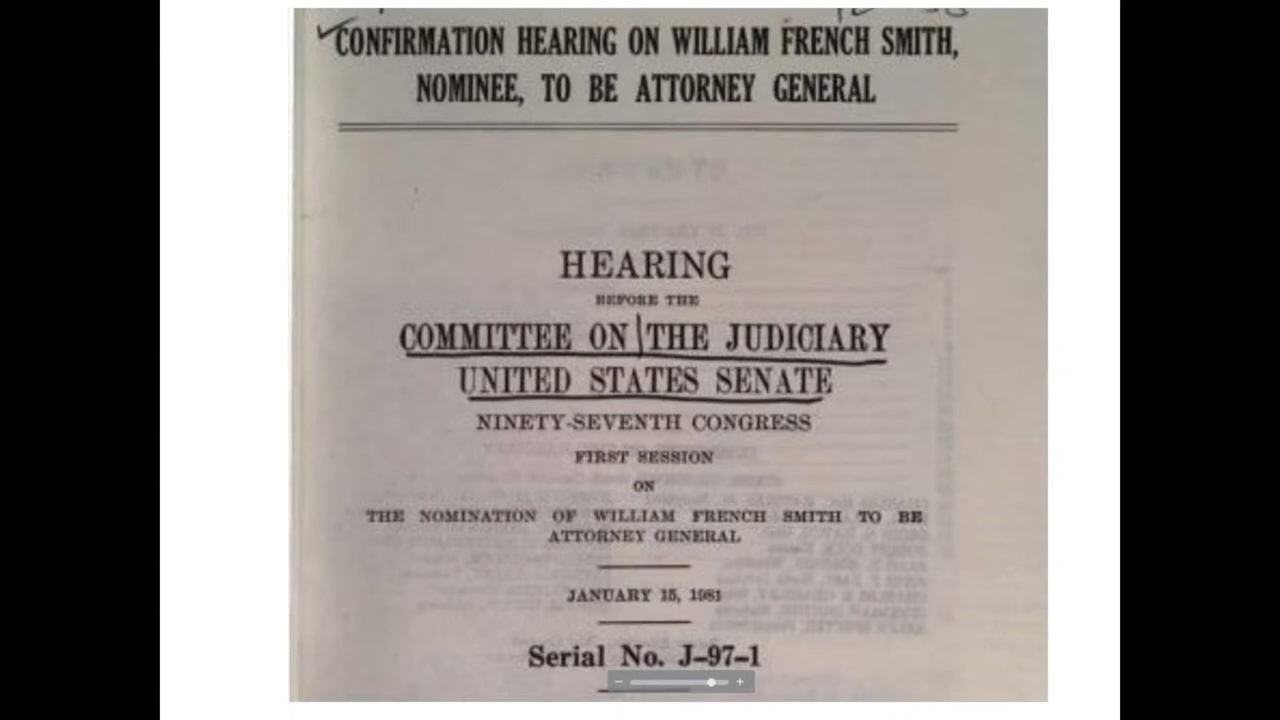 CONFIRMATION HEARING ON WILLIAM FRENCH SMITH,
NOMINEE, TO BE ATTORNEY GENERAL
HEARING
BEFORE THE
COMMITTEE ON THE JUDICIARY
UNITED STATES SENATE
NINETY-SEVENTH CONGRESS
FIRST SESSION
ON
THE NOMINATION OF WILLIAM FRENCH SMITH TO BE
ATTORNEY GENERAL
JANUARY 15, 1981
Serial No. J-97-1